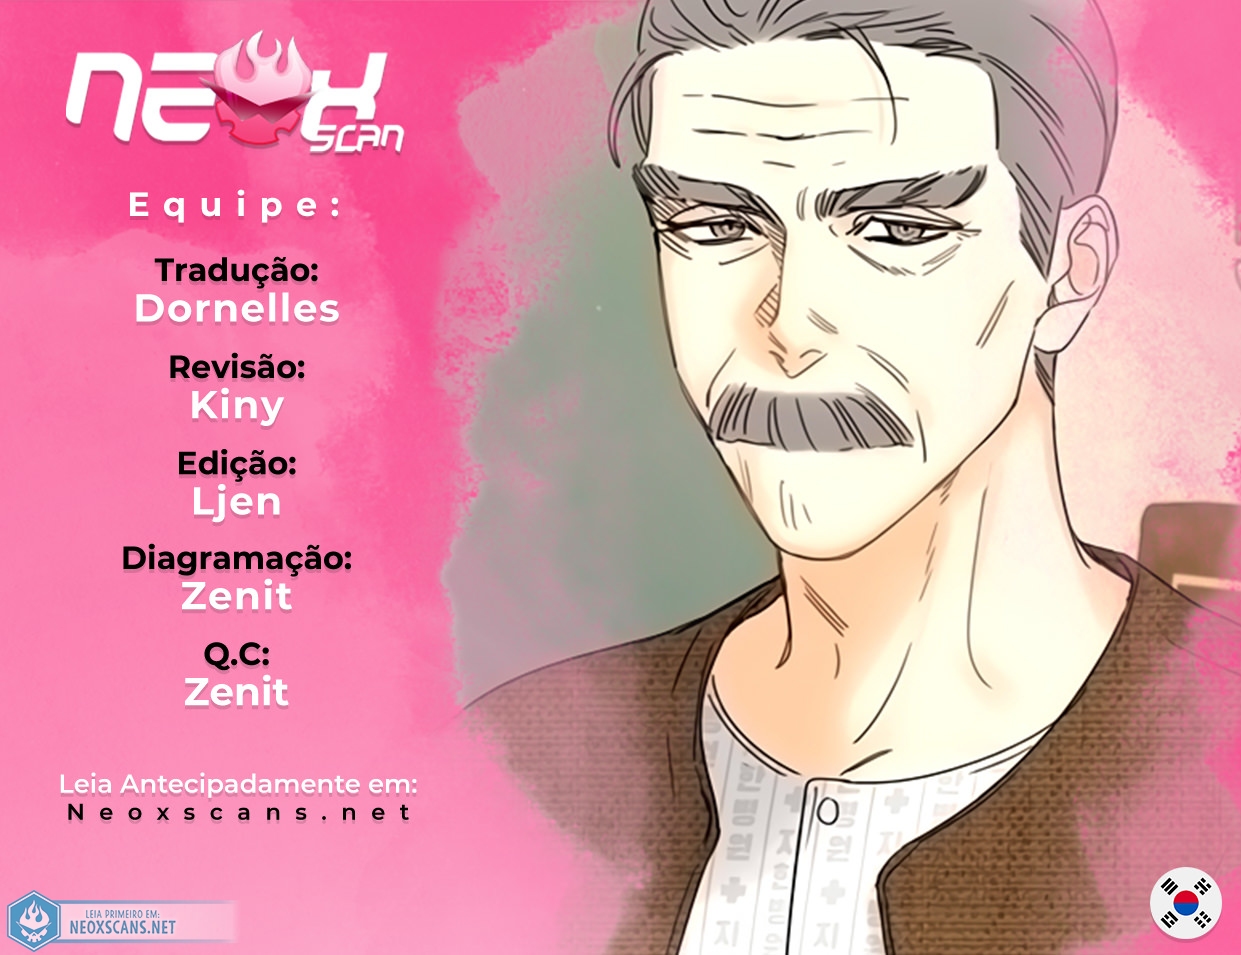 NEOX
SCAN
Equipe:
Tradução:
Dornelles
Revisão:
Kiny
Edição:
Ljen
Diagramação:
Zenit
Q.C:
Zenit
Leia Antecipadamente em:
Neoxscans.net
LEIA PRIMEIRO EM:
NEOXSCANS.NET